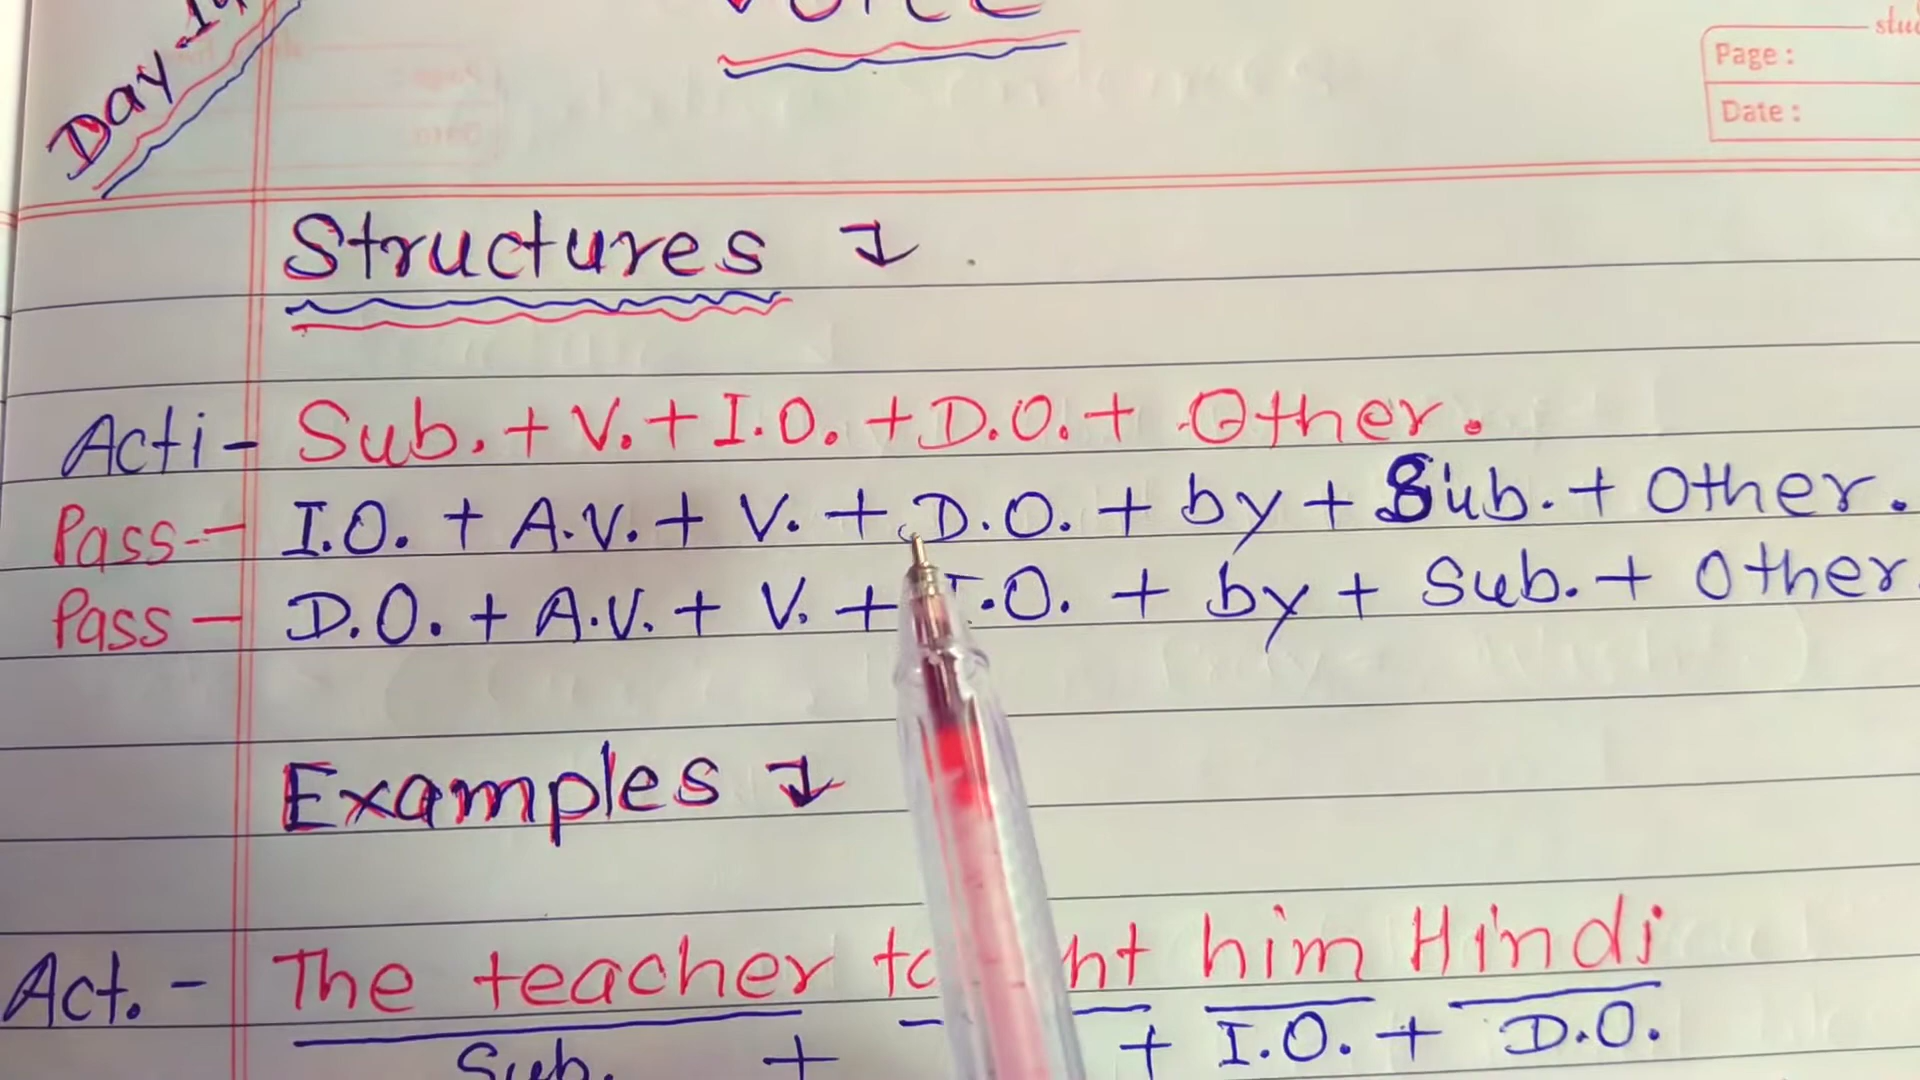 Day
Page :
Date :
Structures
Acti- Sub. + V. + I.O. + D.O. + Other.
Pass- I.O. + A.V. + V. + D.O. + by + Sub. + Other.
Pass- D.O. + A.V. + V. + I.O. + by + Sub. + Other.
Examples
Act. - The teacher him Hindi
Sub. + + I.O. + D.O.